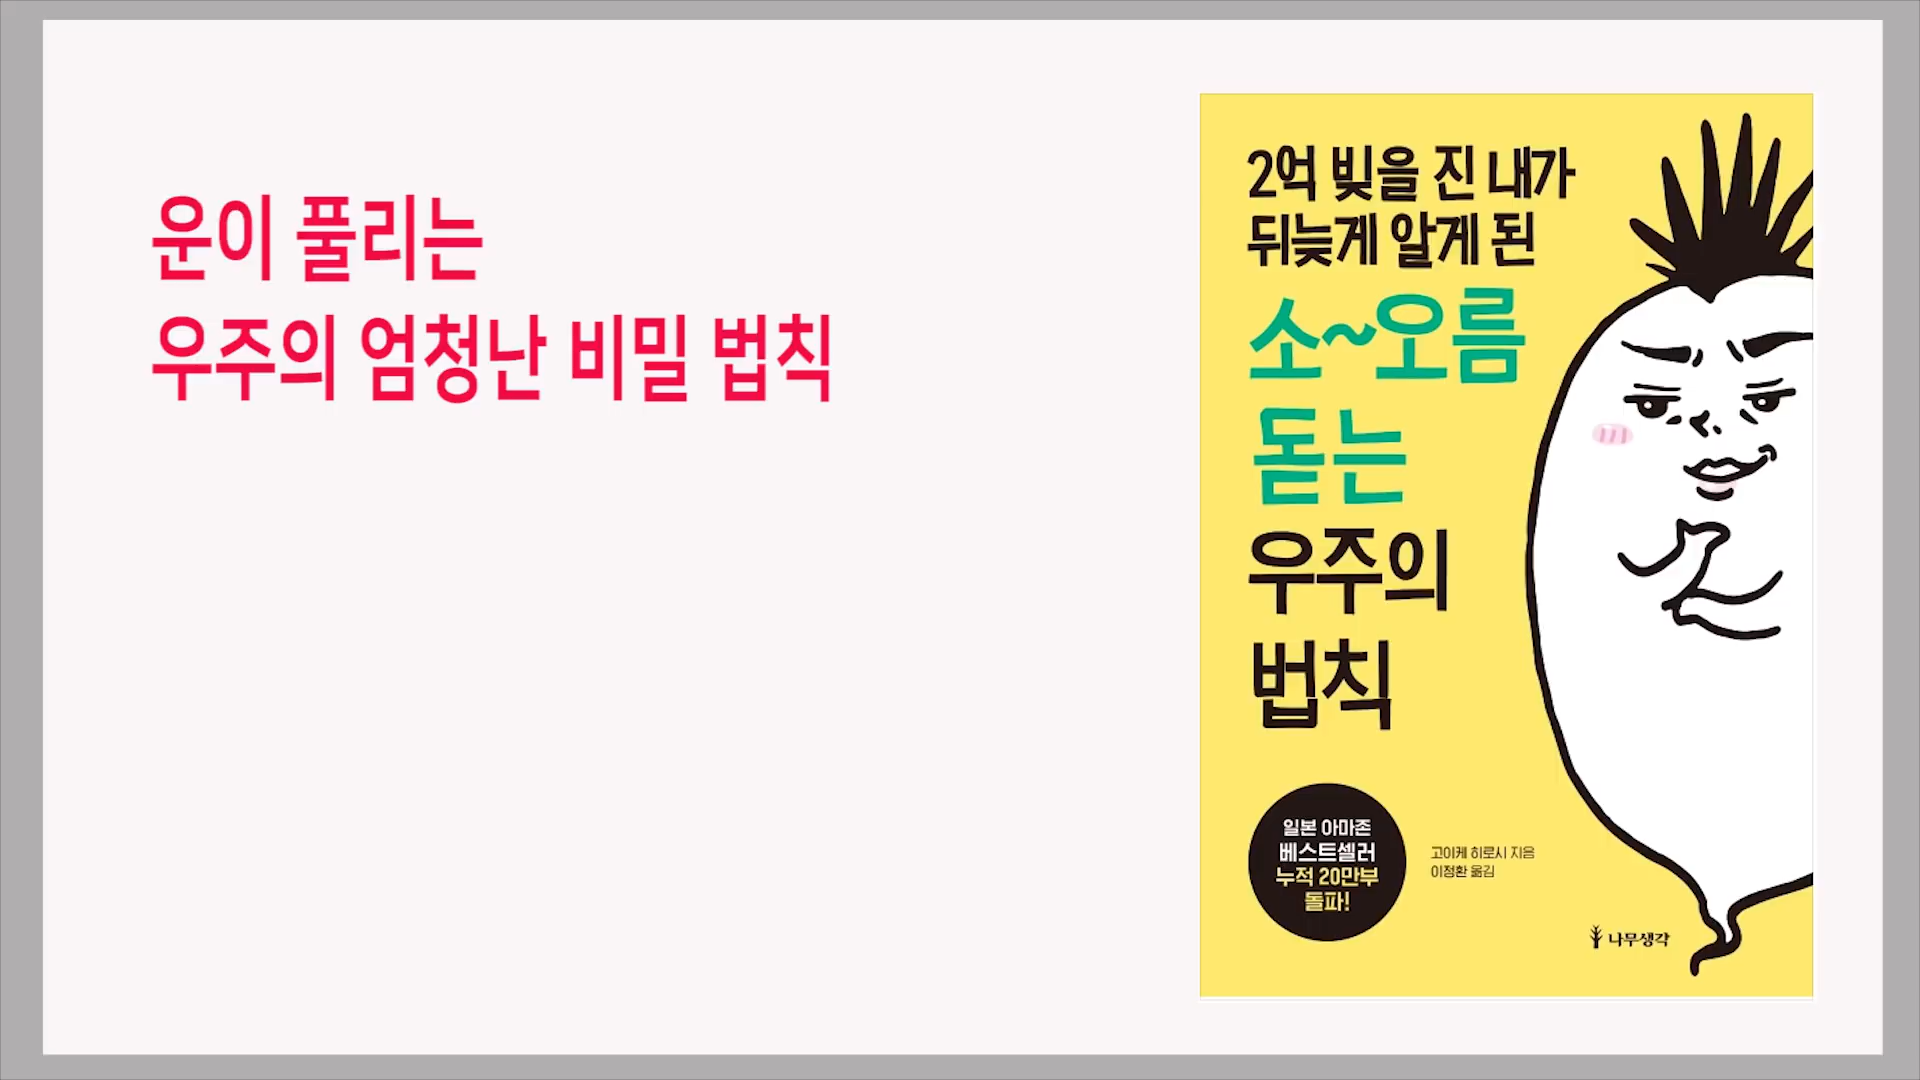 운이 풀리는
우주의 엄청난 비밀 법칙
2억 빚을 진 내가
뒤늦게 알게 된
소~오름
돋는
우주의
법칙
일본 아마존
베스트셀러
누적 20만부
돌파!
고이케 히로시 지음
이정환 옮김
나무생각